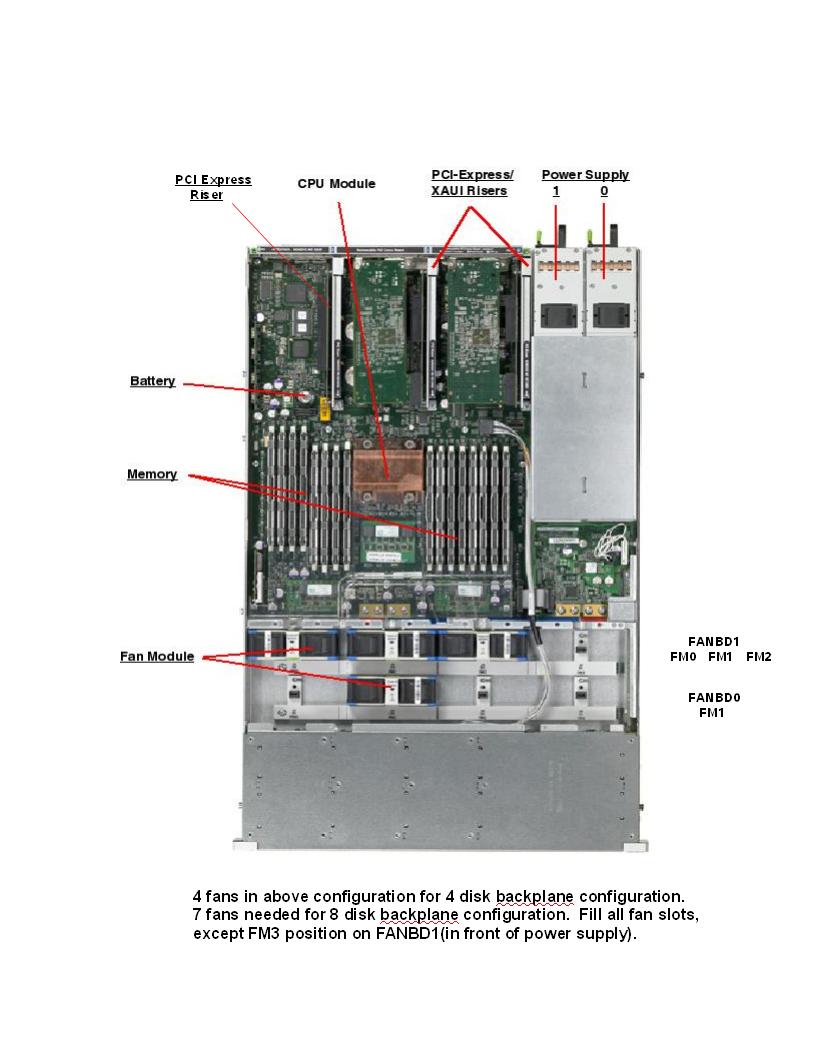 PCI Express
Riser
CPU Module
PCI-Express/
XAUI Risers
Power Supply
1 0
Battery
Memory
Fan Module
FANBD1
FM0 FM1 FM2
FANBD0
FM1
4 fans in above configuration for 4 disk backplane configuration.
7 fans needed for 8 disk backplane configuration. Fill all fan slots,
except FM3 position on FANBD1(in front of power supply).